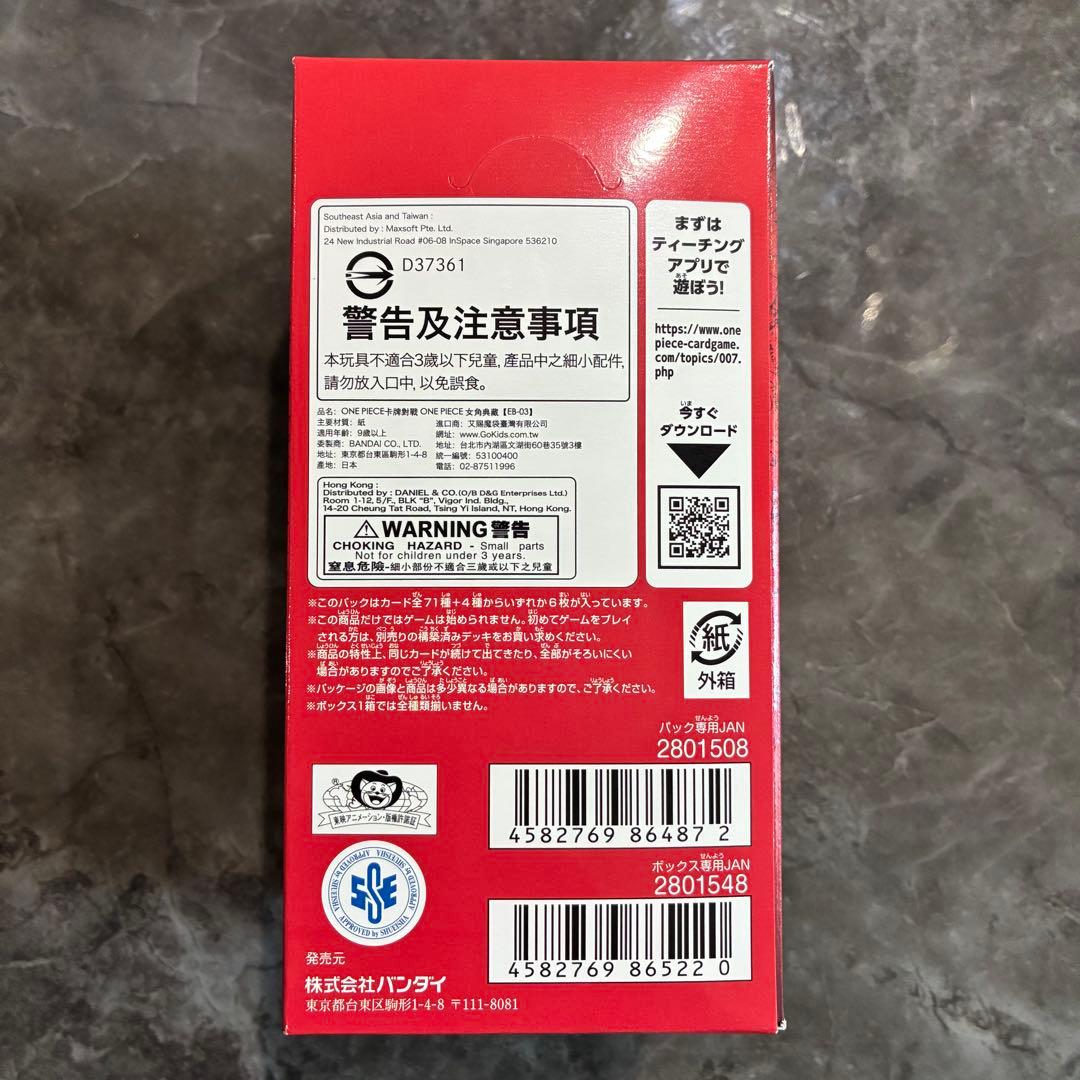 Southeast Asia and Taiwan :
Distributed by : Maxsoft Pte. Ltd.
24 New Industrial Road #06-08 InSpace Singapore 536210
D37361
警告及注意事項
本玩具不適合3歲以下兒童, 產品中之細小配件,
請勿放入口中, 以免誤食。
品名: ONE PIECE卡牌對戰 ONE PIECE 女角典藏【EB-03】
主要材質: 紙
適用年齡: 9歲以上
委製商: BANDAI CO., LTD.
地址: 東京都台東區駒形1-4-8
產地: 日本
進口商: 艾賜魔袋臺灣有限公司
網址: www.GoKids.com.tw
地址: 台北市內湖區文湖街60巷35號3樓
統一編號: 53100400
電話: 02-87511996
Hong Kong :
Distributed by : DANIEL & CO.(O/B D&G Enterprises Ltd.)
Room 1-12, 5/F., BLK "B", Vigor Ind. Bldg.,
14-20 Cheung Tat Road, Tsing Yi Island, NT, Hong Kong.
WARNING 警告
CHOKING HAZARD - Small parts
Not for children under 3 years.
窒息危險-細小部份不適合三歲或以下之兒童
まずは
ティーチング
アプリで
遊ぼう!
https://www.one
piece-cardgame.
com/topics/007.
php
今すぐ
ダウンロード
※このパックはカード全71種+4種からいずれか6枚が入っています。
※この商品だけではゲームは始められません。初めてゲームをプレイ
される方は、別売りの構築済みデッキをお買い求めください。
※商品の特性上、同じカードが続けて出てきたり、全部がそろいにくい
場合がありますのでご了承ください。
※パッケージの画像と商品は多少異なる場合がありますので、ご了承ください。
※ボックス1箱では全種類揃いません。
紙
外箱
パック専用JAN
2801508
4582769 86487 2
ボックス専用JAN
2801548
4582769 86522 0
®
東映アニメーション・版権許諾証
APPROVED by SHUEISHA
APPROVED by SHUEISHA
APPROVED by SHUEISHA
SSE
発売元
株式会社バンダイ
東京都台東区駒形1-4-8 〒111-8081